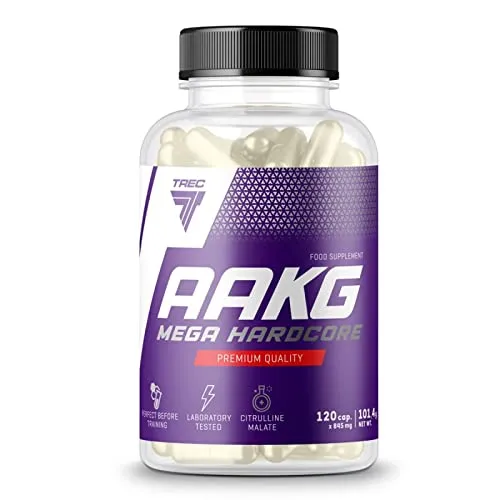 TREC
FOOD SUPPLEMENT
AAKG
MEGA HARDCORE
PREMIUM QUALITY
PERFECT BEFORE
TRAINING
LABORATORY
TESTED
CITRULLINE
MALATE
120 cap.
x 845 mg
101.4g
NET WT.